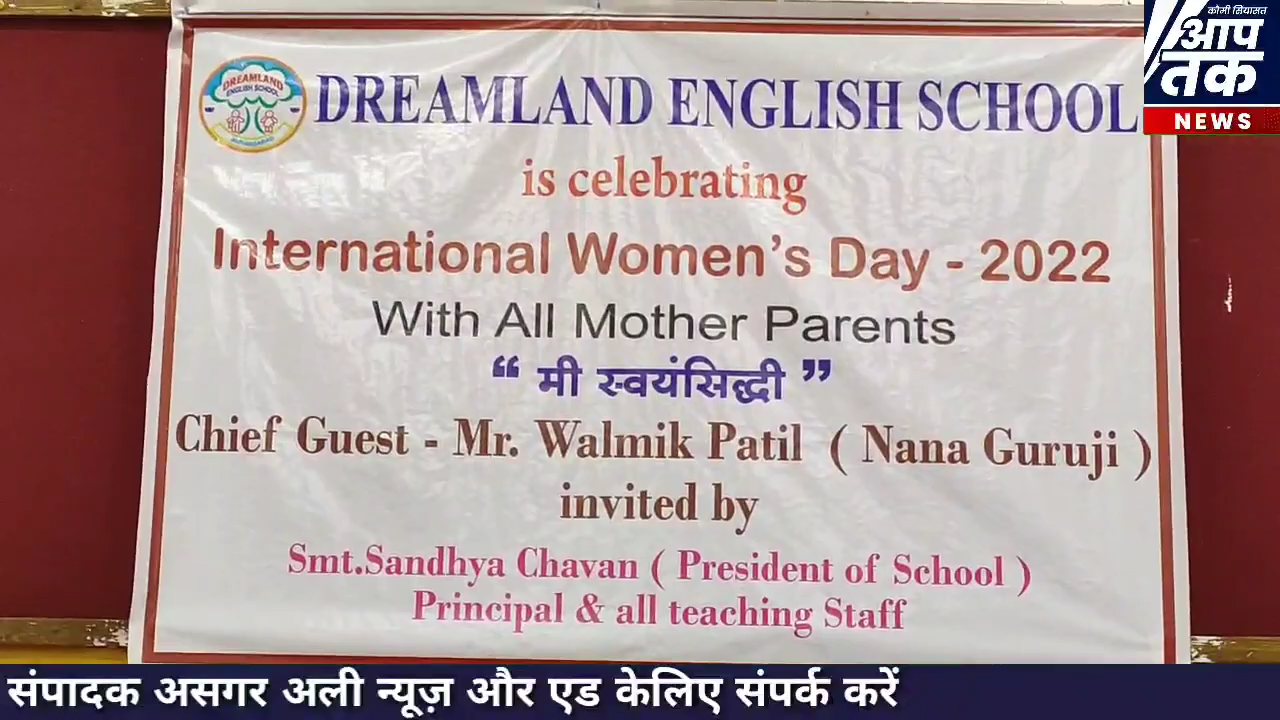 कौमी सियासत
आप
तक
NEWS
DREAMLAND
ENGLISH SCHOOL
DREAMLAND ENGLISH SCHOOL
is celebrating
International Women's Day - 2022
With All Mother Parents
“ मी स्वयंसिद्धी ”
Chief Guest - Mr. Walmik Patil ( Nana Guruji )
invited by
Smt.Sandhya Chavan ( President of School )
Principal & all teaching Staff
संपादक असगर अली न्यूज़ और एड केलिए संपर्क करें